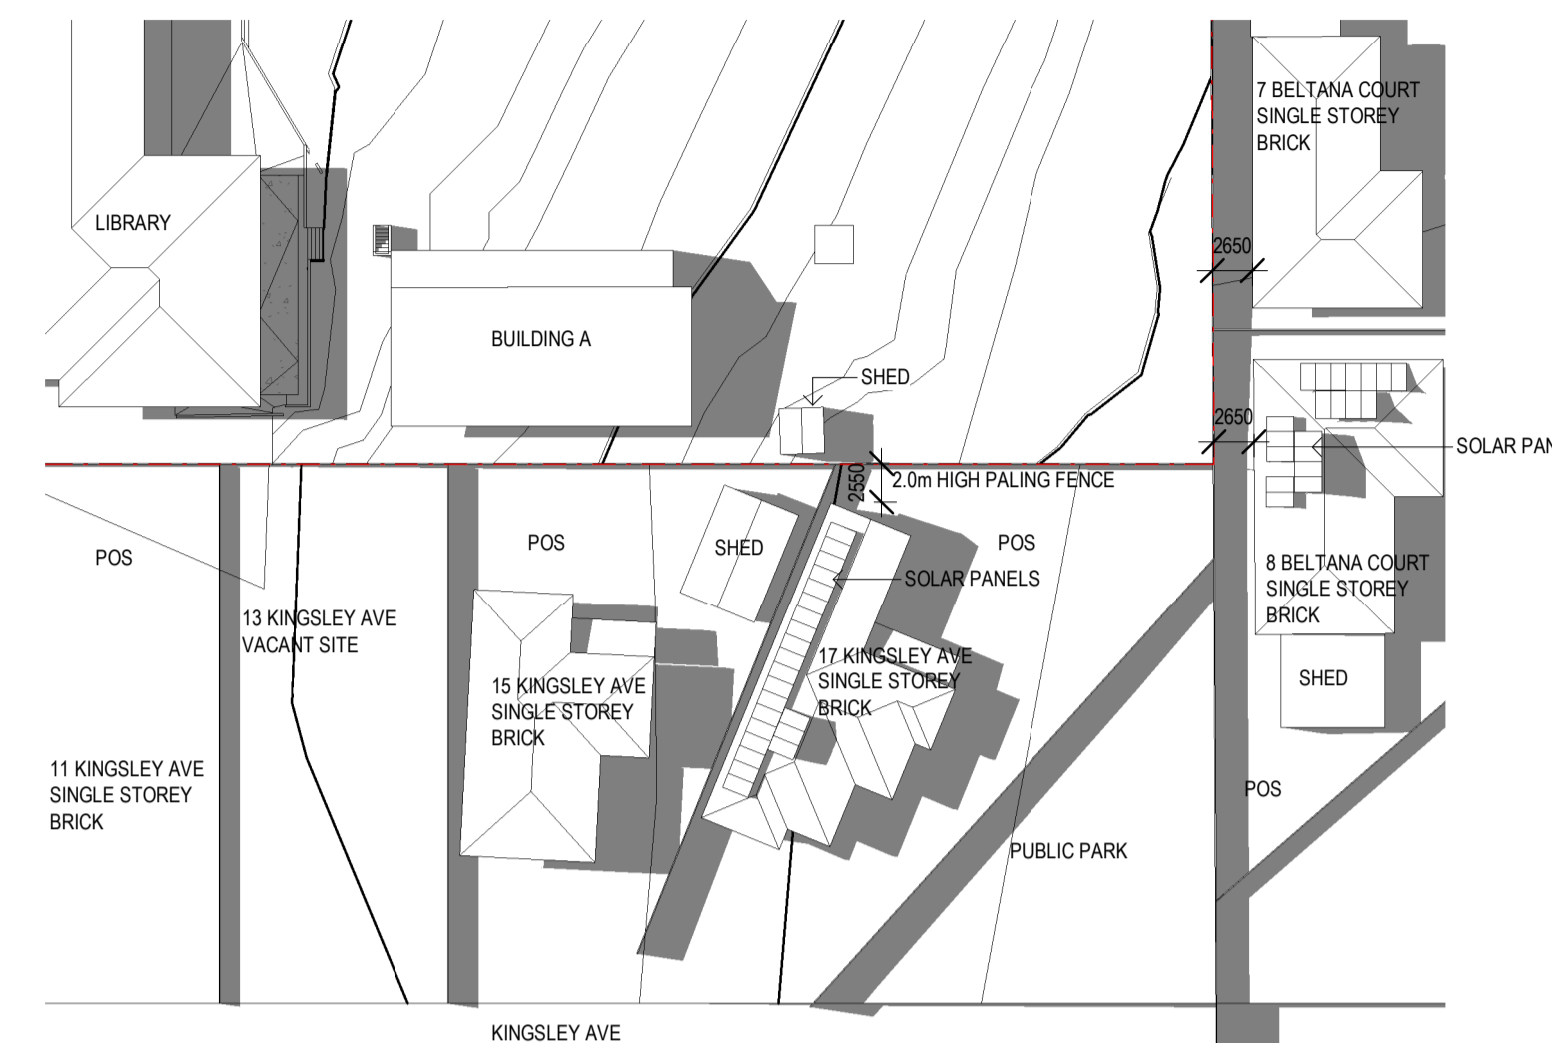 7 BELTANA COURT
SINGLE STOREY
BRICK
LIBRARY
2650
BUILDING A
SHED
2650
SOLAR PAN
2550
2.0m HIGH PALING FENCE
POS
POS
SHED
POS
SOLAR PANELS
8 BELTANA COURT
SINGLE STOREY
BRICK
13 KINGSLEY AVE
VACANT SITE
17 KINGSLEY AVE
SINGLE STOREY
BRICK
15 KINGSLEY AVE
SINGLE STOREY
BRICK
SHED
11 KINGSLEY AVE
SINGLE STOREY
BRICK
POS
PUBLIC PARK
KINGSLEY AVE